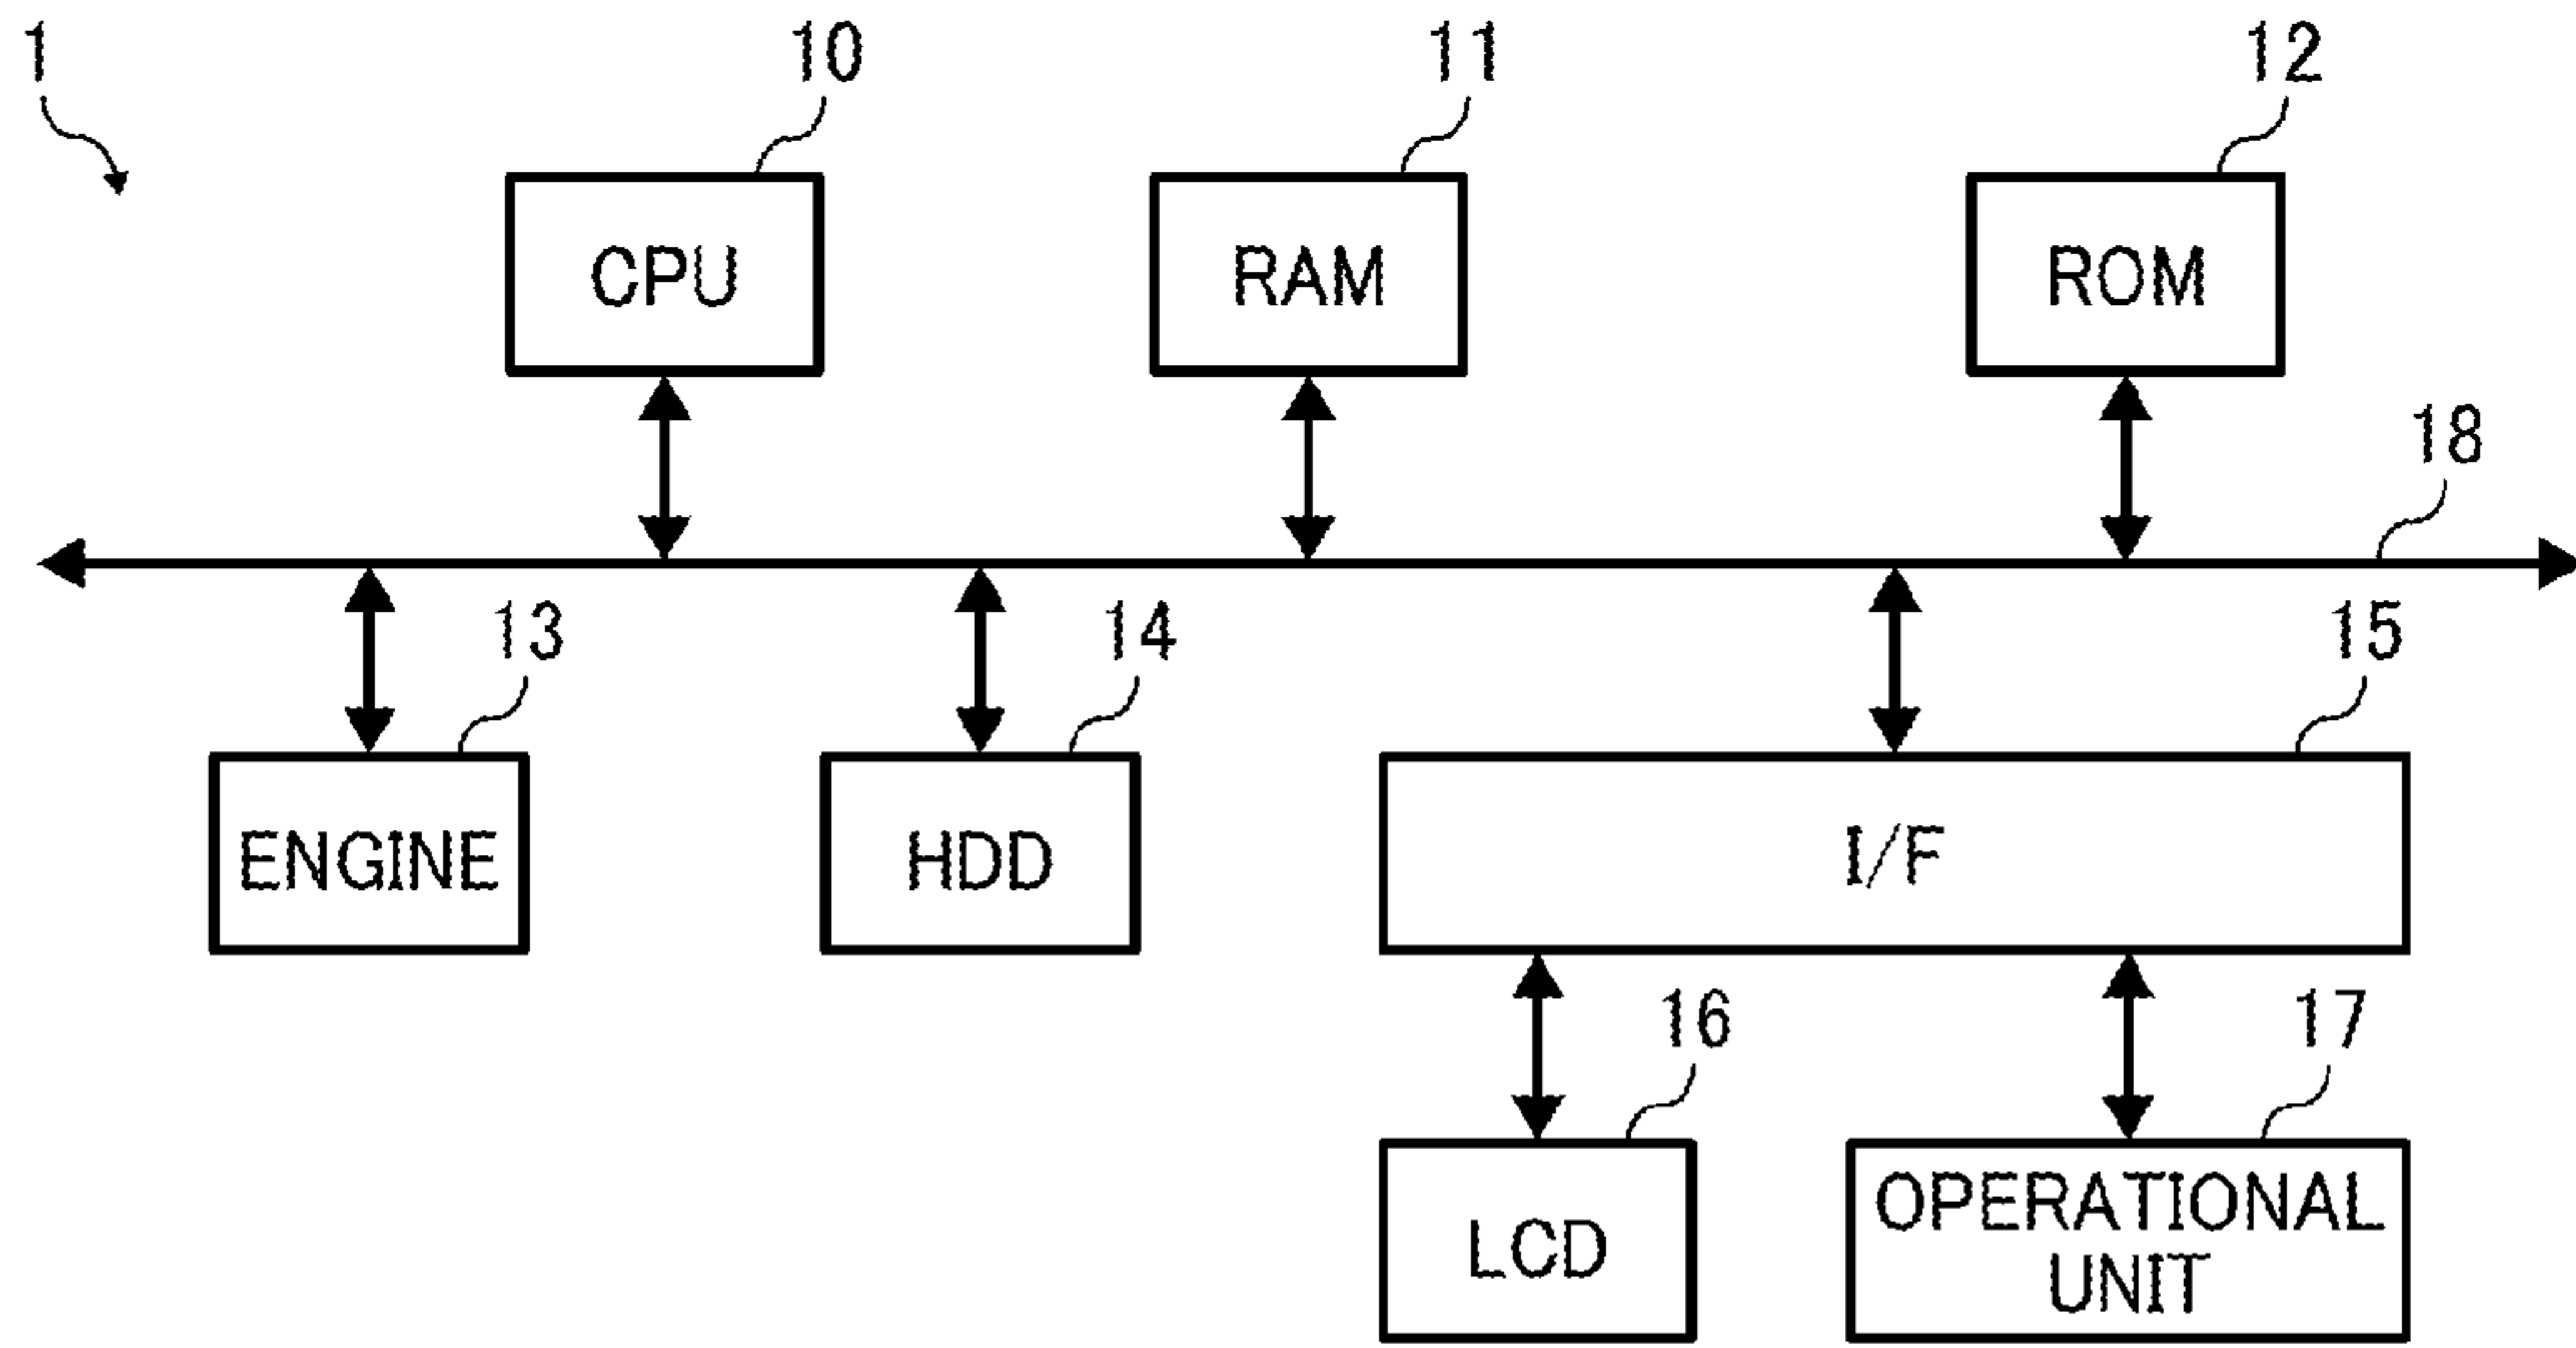 1
10
11
12
CPU
RAM
ROM
18
13
14
15
ENGINE
HDD
I/F
16
17
LCD
OPERATIONAL
UNIT